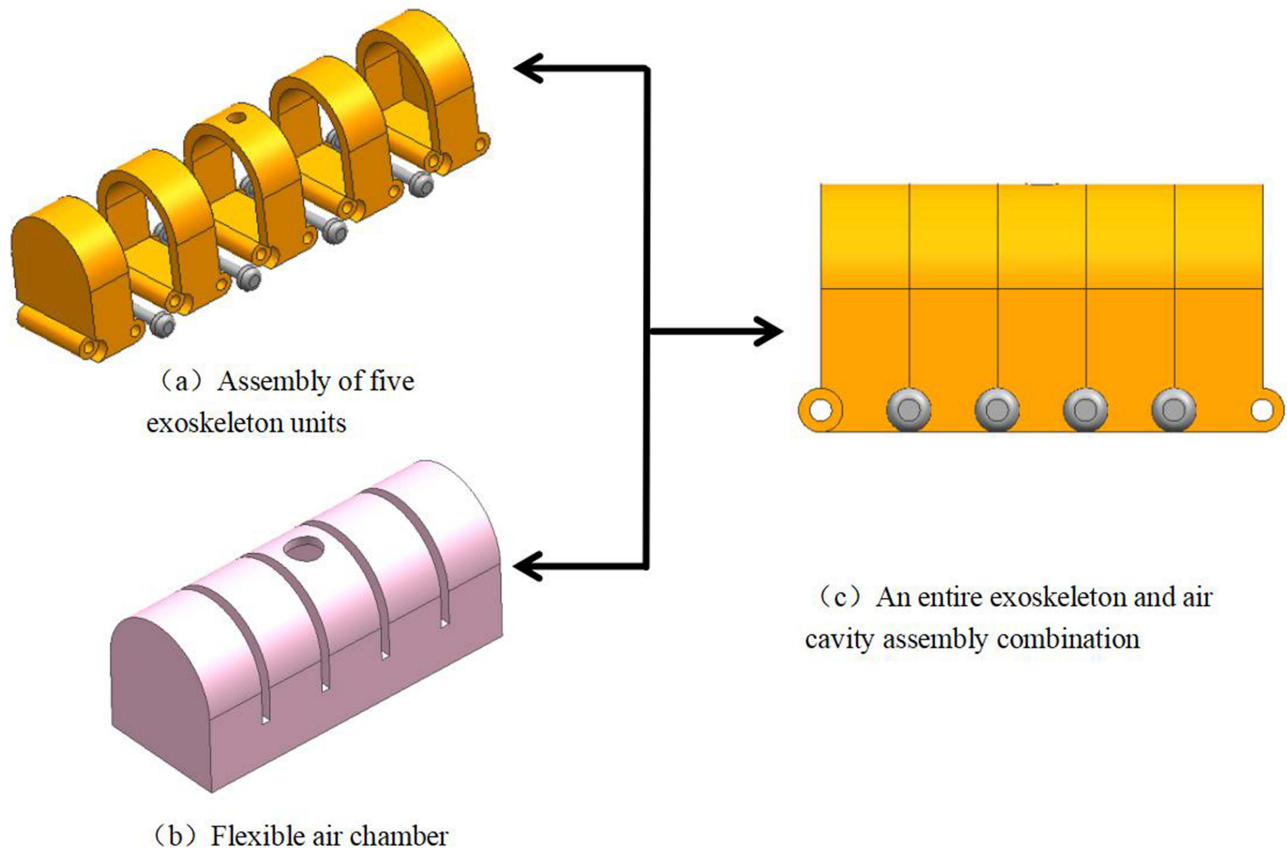 （a）Assembly of five
exoskeleton units
（b）Flexible air chamber
（c）An entire exoskeleton and air
cavity assembly combination